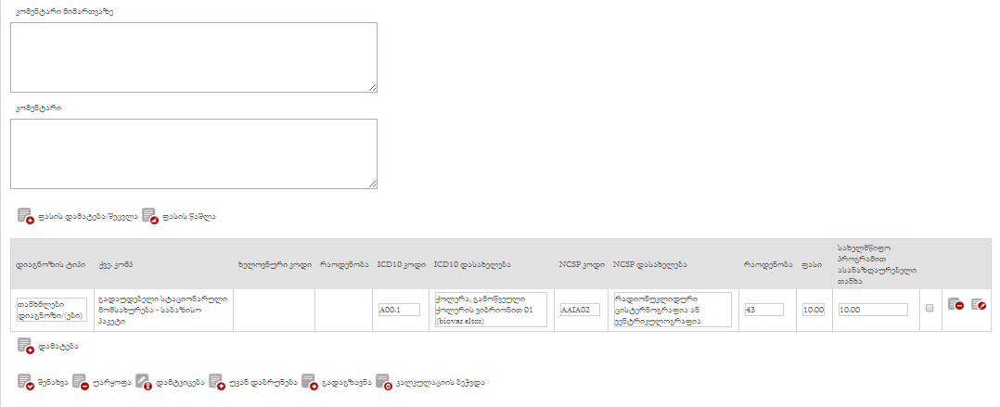 კომენტარი მიმართვაზე
კომენტარი
ფასის დამატება/შეცვლა ფასის წაშლა
დიაგნოზის ტიპი ქვე.კომპ ხელოვნური კოდი რაოდენობა ICD10 კოდი ICD10 დასახელება NCSP კოდი NCSP დასახელება რაოდენობა ფასი სახელმწიფო პროგრამით ასანაზღაურებელი თანხა
თანხმლები დიაგნოზი/(ები) გადაუდებელი სტაციონარული მომსახურება - საბაზისო პაკეტი A00.1 ქოლერა, გამოწვეული ქოლერის ვიბრიონით 01 (biovar eltor) AAIA02 რადიონუკლიდური ცისტერნოგრაფია ან ვენტრიკულოგრაფია 43 10.00 10.00
დამატება
შენახვა უარყოფა დამტკიცება უკან დაბრუნება გადაგზავნა კალკულაციის ბეჭდვა